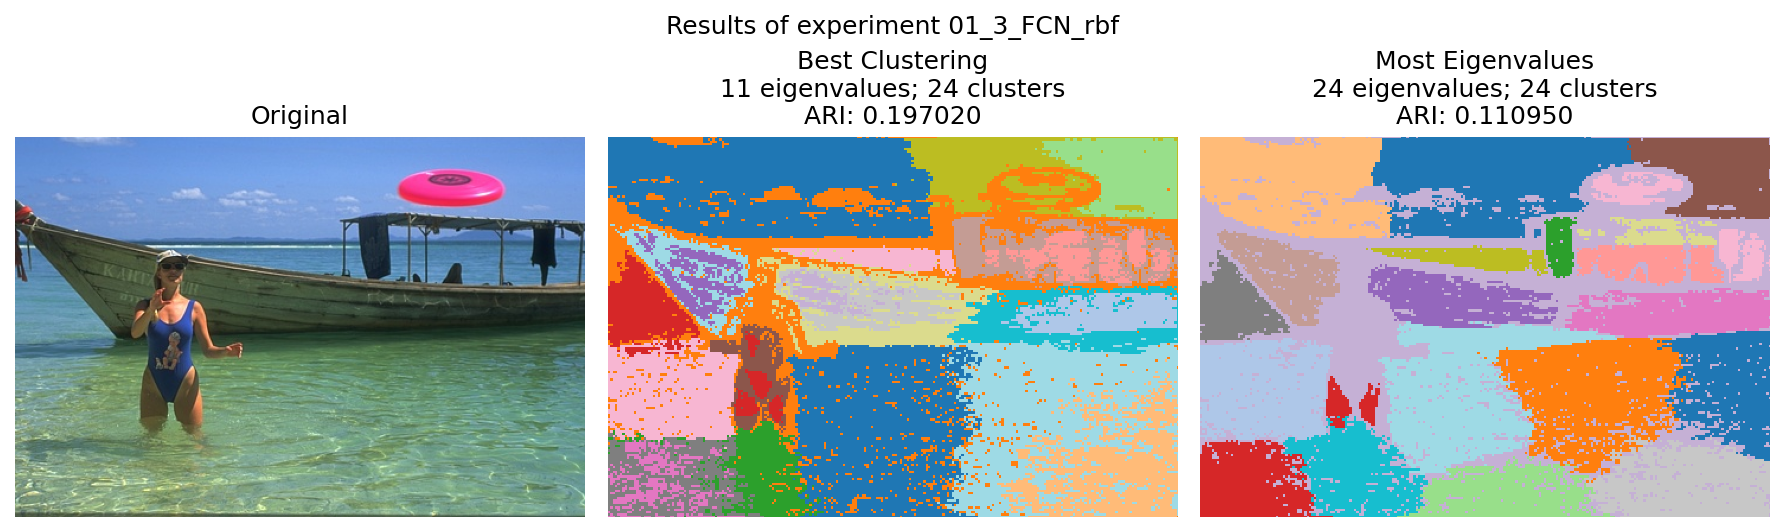 Results of experiment 01_3_FCN_rbf
Original
Best Clustering
11 eigenvalues; 24 clusters
ARI: 0.197020
Most Eigenvalues
24 eigenvalues; 24 clusters
ARI: 0.110950